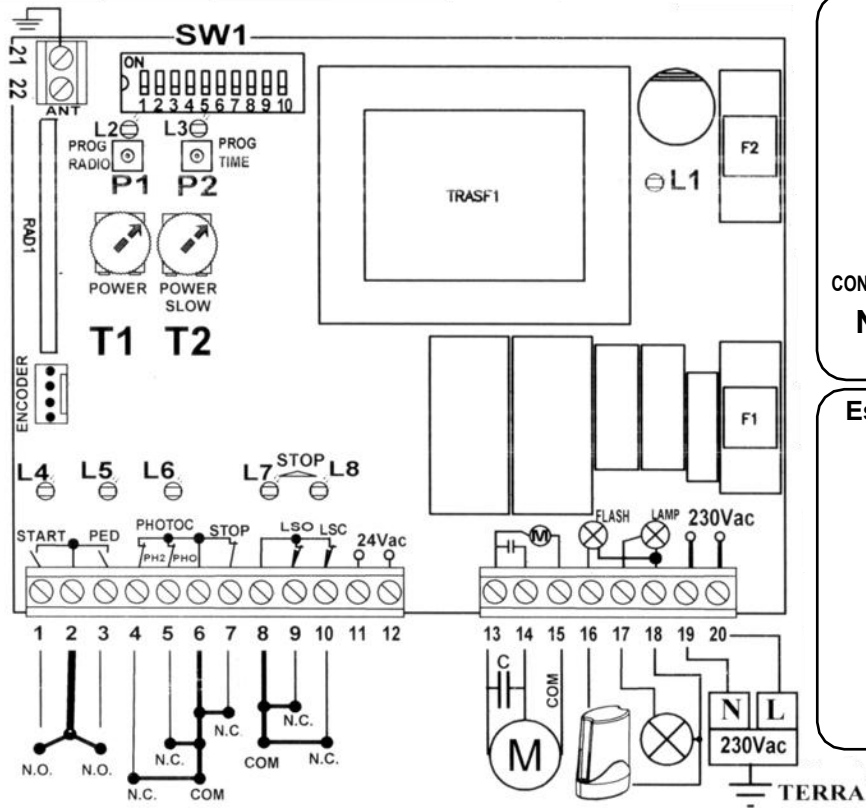 SW1
21
22
ANT
ON
1 2 3 4 5 6 7 8 9 10
L2
L3
PROG
RADIO
PROG
TIME
P1
P2
RAD1
POWER
POWER
SLOW
T1
T2
ENCODER
TRASF1
L1
F2
F1
CON
N
Es
L4
L5
L6
L7
STOP
L8
START
PED
PHOTOC
STOP
PH2
PHO
LSO
LSC
24Vac
M
FLASH
LAMP
230Vac
1 2 3 4 5 6 7 8 9 10 11 12
13 14 15 16 17 18 19 20
N.O.
N.O.
N.C.
N.C.
N.C.
COM
N.C.
COM
N.C.
C
COM
M
N
L
230Vac
TERRA